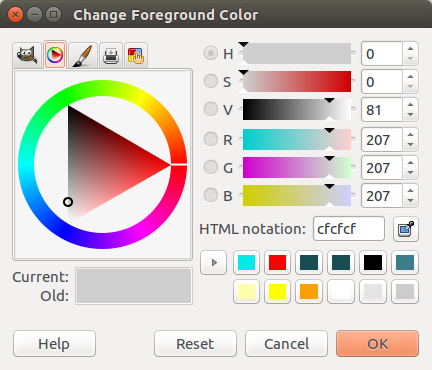 Change Foreground Color
H 0
S 0
V 81
R 207
G 207
B 207
HTML notation: cfcfcf
Current:
Old:
Help Reset Cancel OK